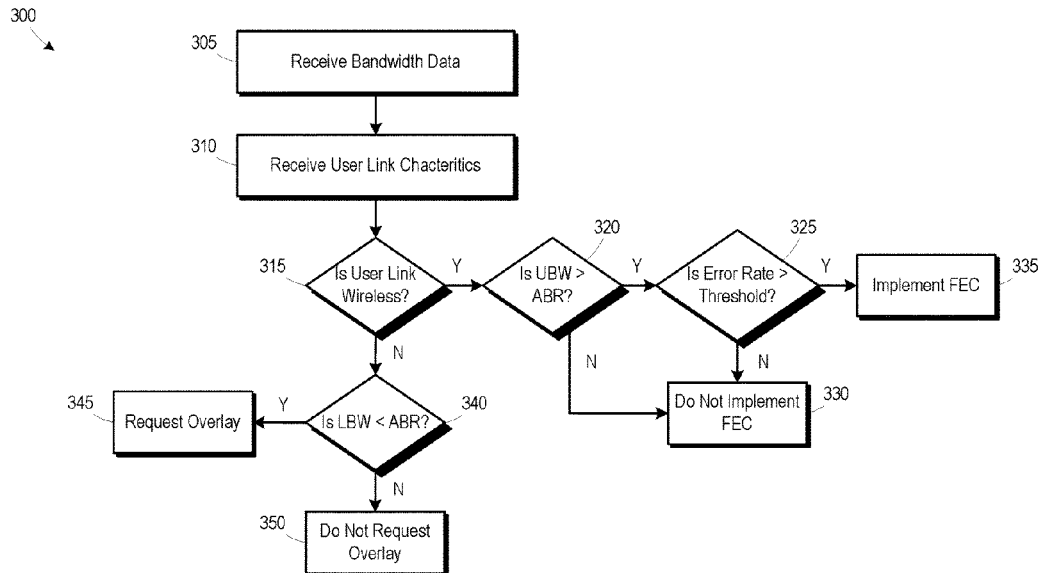 300
305
Receive Bandwidth Data
310
Receive User Link Chacteritics
315
Is User Link
Wireless?
Y
320
Is UBW >
ABR?
Y
325
Is Error Rate >
Threshold?
Y
Implement FEC
335
N
N
N
345
Request Overlay
Y
Is LBW < ABR?
340
Do Not Implement
FEC
330
N
350
Do Not Request
Overlay